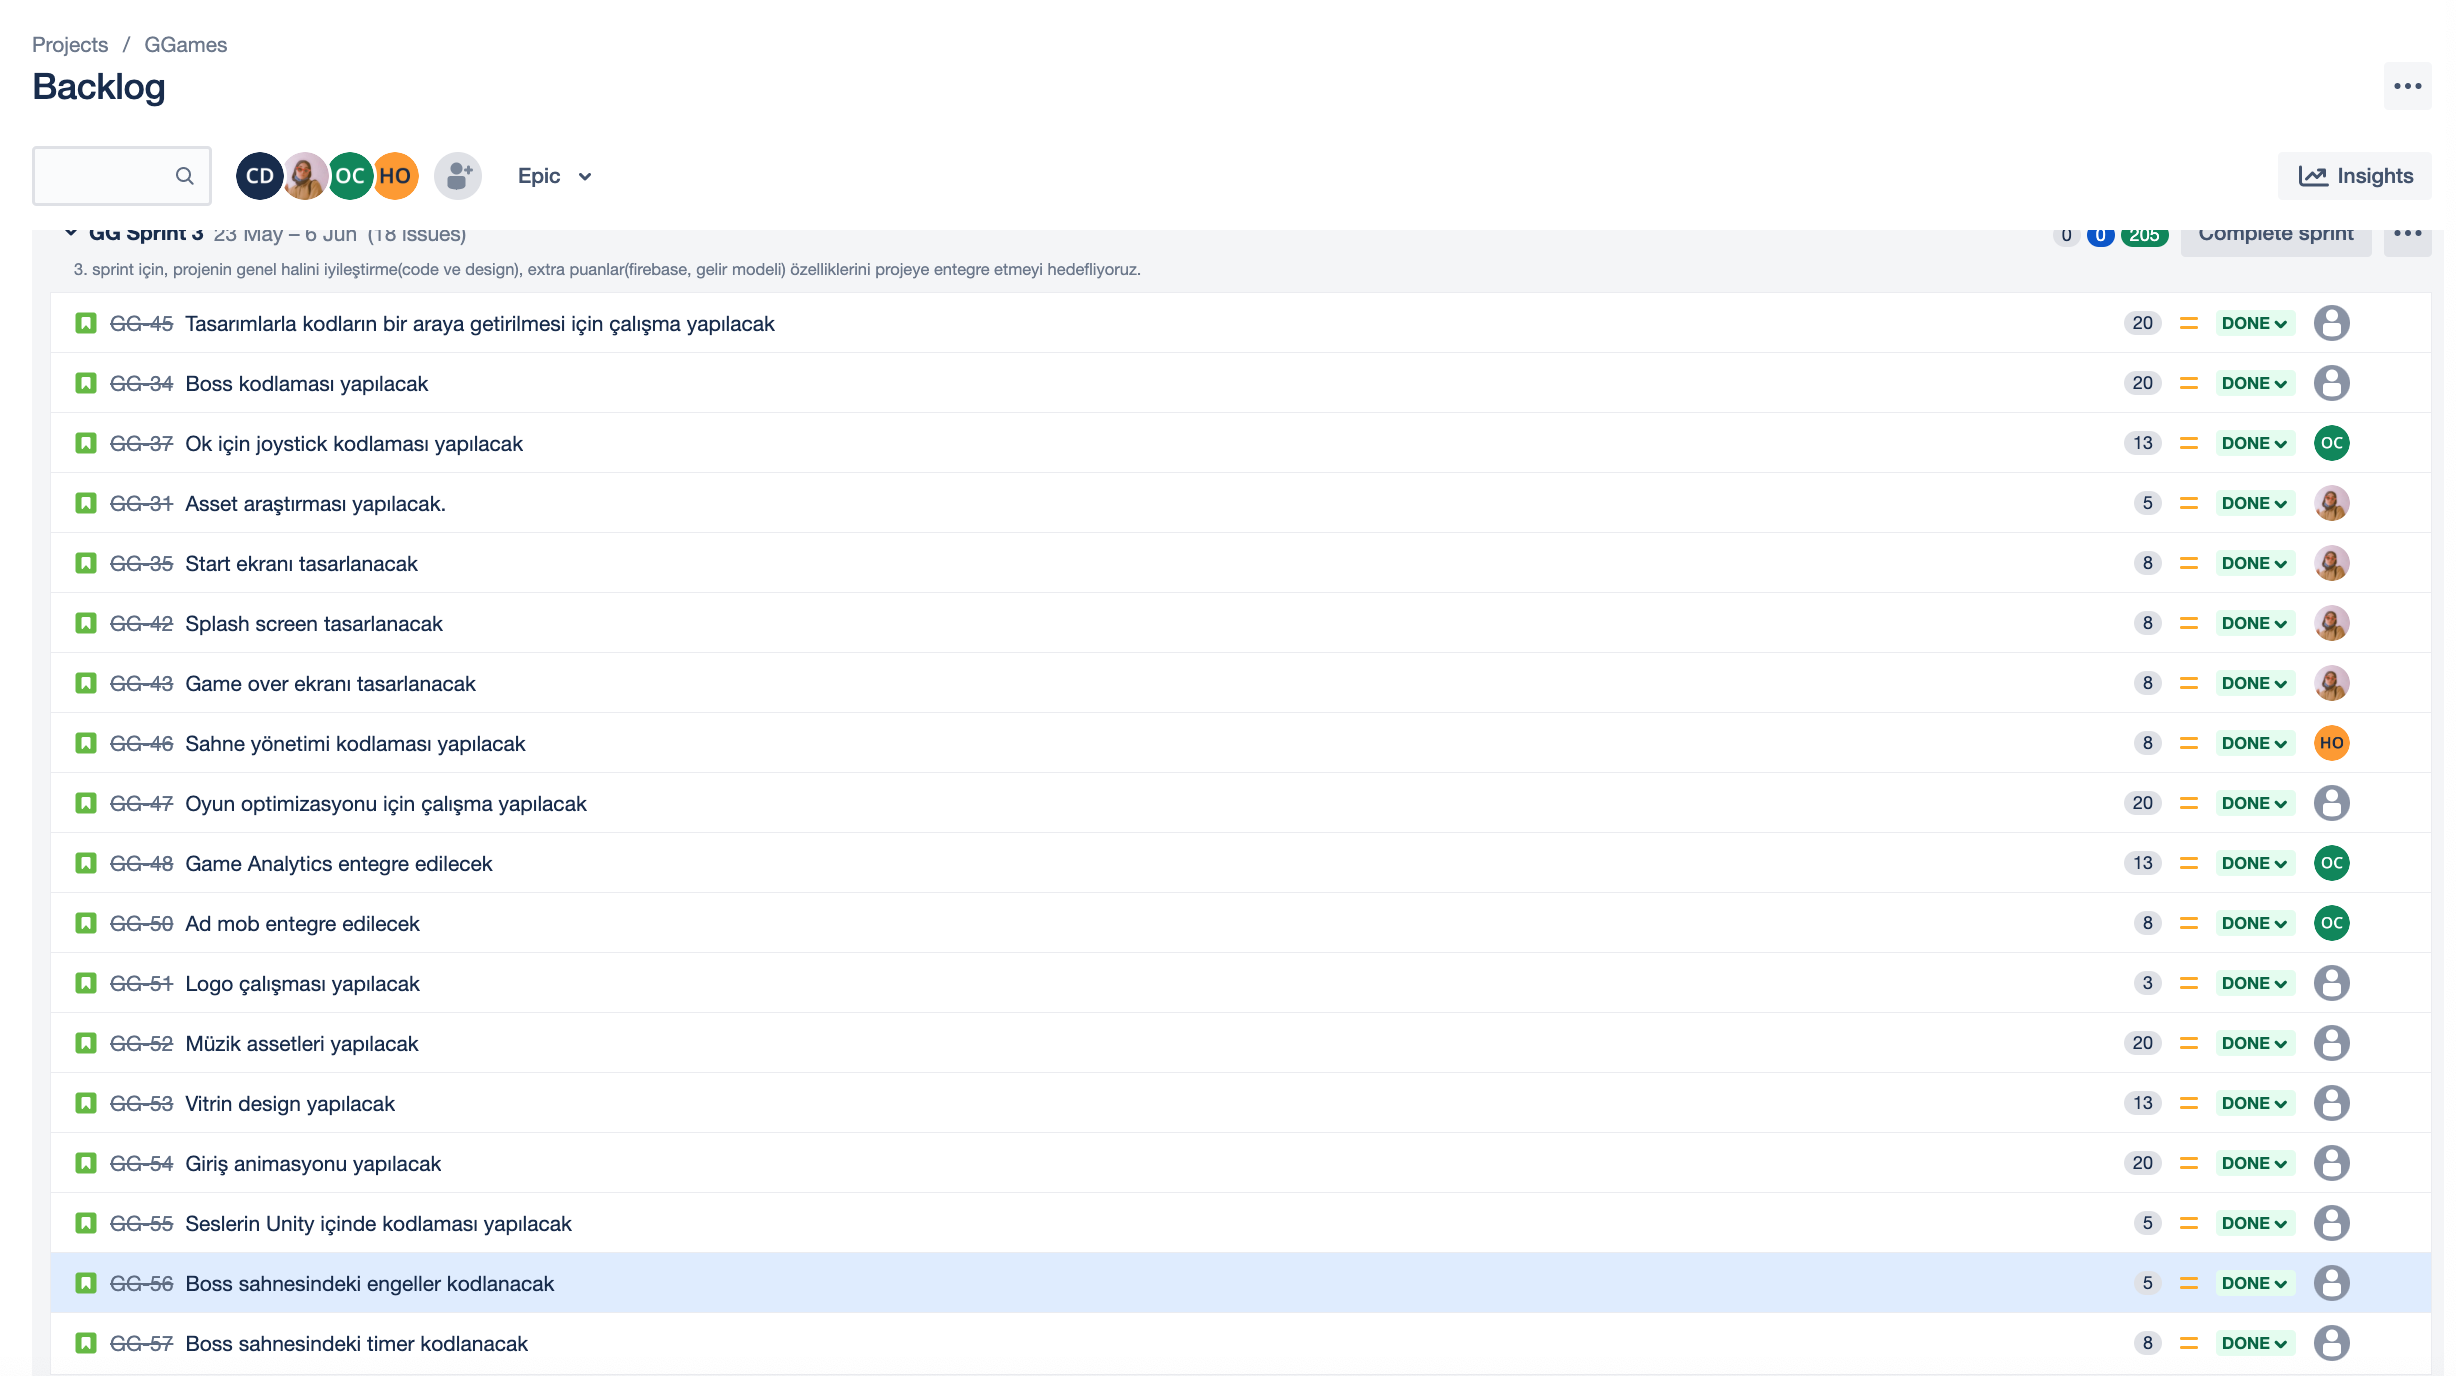 Projects / GGames
Backlog
CD OC HO Epic Insights
GG Sprint 3 23 May – 6 Jun (18 issues) 0 0 205 Complete sprint
3. sprint için, projenin genel halini iyileştirme(code ve design), extra puanlar(firebase, gelir modeli) özelliklerini projeye entegre etmeyi hedefliyoruz.
GG-45 Tasarımlarla kodların bir araya getirilmesi için çalışma yapılacak 20 DONE
GG-34 Boss kodlaması yapılacak 20 DONE
GG-37 Ok için joystick kodlaması yapılacak 13 DONE OC
GG-31 Asset araştırması yapılacak. 5 DONE
GG-35 Start ekranı tasarlanacak 8 DONE
GG-42 Splash screen tasarlanacak 8 DONE
GG-43 Game over ekranı tasarlanacak 8 DONE
GG-46 Sahne yönetimi kodlaması yapılacak 8 DONE HO
GG-47 Oyun optimizasyonu için çalışma yapılacak 20 DONE
GG-48 Game Analytics entegre edilecek 13 DONE OC
GG-50 Ad mob entegre edilecek 8 DONE OC
GG-51 Logo çalışması yapılacak 3 DONE
GG-52 Müzik assetleri yapılacak 20 DONE
GG-53 Vitrin design yapılacak 13 DONE
GG-54 Giriş animasyonu yapılacak 20 DONE
GG-55 Seslerin Unity içinde kodlaması yapılacak 5 DONE
GG-56 Boss sahnesindeki engeller kodlanacak 5 DONE
GG-57 Boss sahnesindeki timer kodlanacak 8 DONE